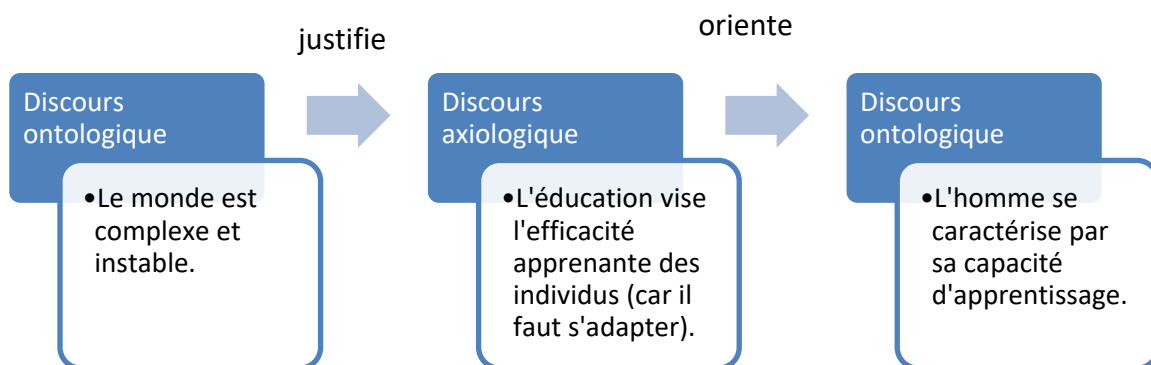 justifie
oriente
Discours
ontologique
•Le monde est
complexe et
instable.
Discours
axiologique
•L'éducation vise
l'efficacité
apprenante des
individus (car il
faut s'adapter).
Discours
ontologique
•L'homme se
caractérise par
sa capacité
d'apprentissage.